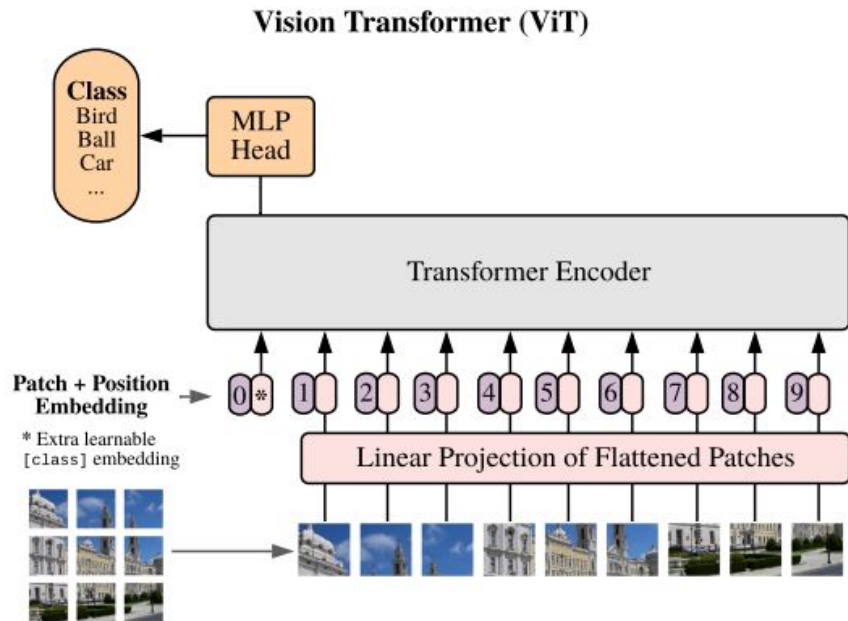 Vision Transformer (ViT)
Class
Bird
Ball
Car
...
MLP
Head
Transformer Encoder
Patch + Position
Embedding
0 * 1 2 3 4 5 6 7 8 9
* Extra learnable
[class] embedding
Linear Projection of Flattened Patches